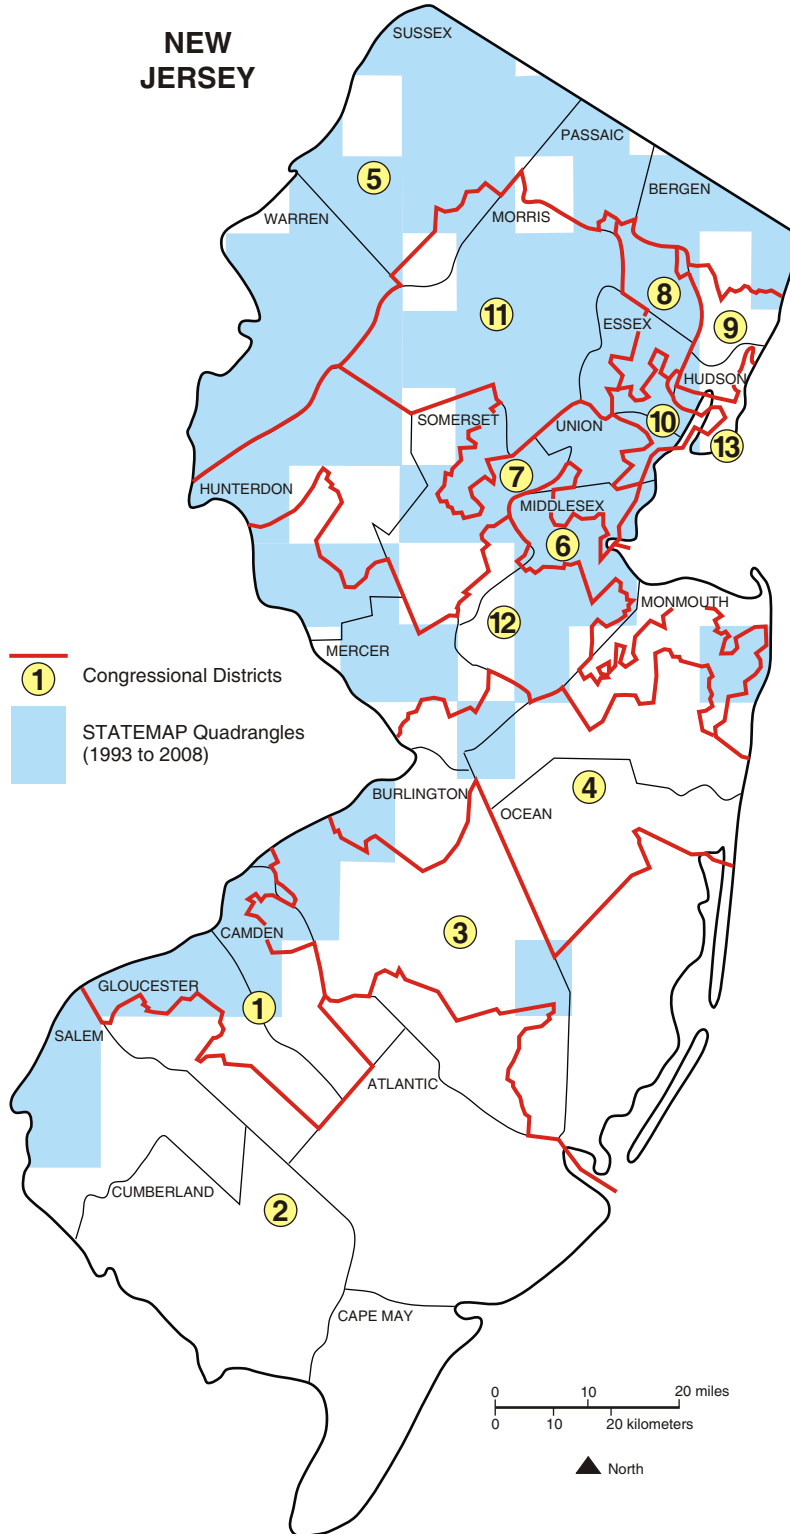 NEW
JERSEY
SUSSEX
PASSAIC
BERGEN
5
WARREN
MORRIS
8
11
9
ESSEX
HUDSON
SOMERSET
UNION
10
13
7
HUNTERDON
MIDDLESEX
6
MONMOUTH
12
MERCER
1 Congressional Districts
STATEMAP Quadrangles
(1993 to 2008)
BURLINGTON
4
OCEAN
3
CAMDEN
GLOUCESTER
1
SALEM
ATLANTIC
CUMBERLAND
2
CAPE MAY
0 10 20 miles
0 10 20 kilometers
North